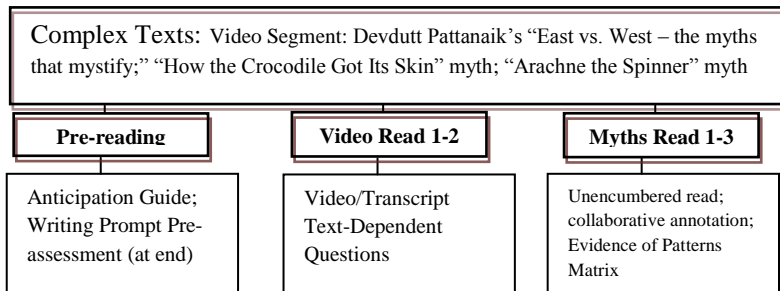 Complex Texts: Video Segment: Devdutt Pattanaik’s “East vs. West – the myths
that mystify;” “How the Crocodile Got Its Skin” myth; “Arachne the Spinner” myth
Pre-reading
Anticipation Guide;
Writing Prompt Pre-
assessment (at end)
Video Read 1-2
Video/Transcript
Text-Dependent
Questions
Myths Read 1-3
Unencumbered read;
collaborative annotation;
Evidence of Patterns
Matrix